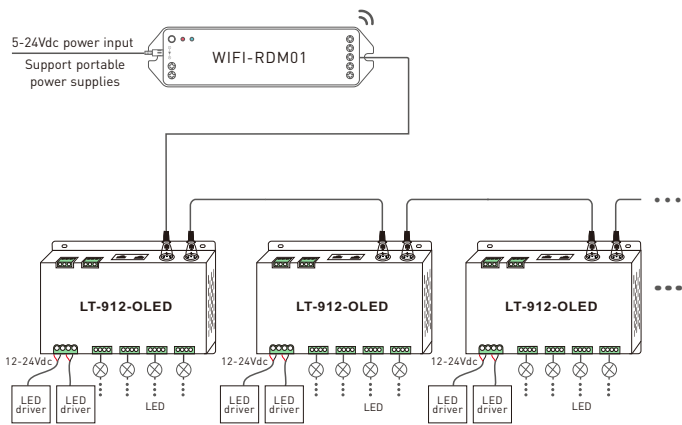 5-24Vdc power input
Support portable
power supplies
WIFI-RDM01
LT-912-OLED
LT-912-OLED
LT-912-OLED
12-24Vdc
12-24Vdc
12-24Vdc
LED
driver
LED
driver
LED
LED
driver
LED
driver
LED
LED
driver
LED
driver
LED